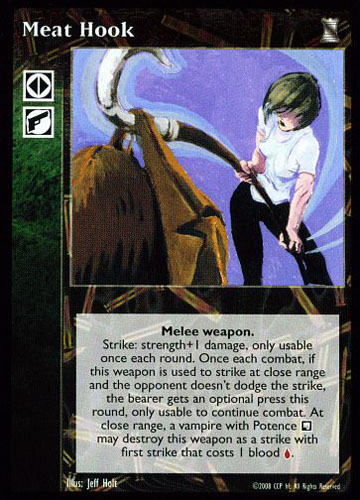 Meat Hook
Melee weapon.
Strike: strength+1 damage, only usable
once each round. Once each combat, if
this weapon is used to strike at close range
and the opponent doesn't dodge the strike,
the bearer gets an optional press this
round, only usable to continue combat. At
close range, a vampire with Potence
may destroy this weapon as a strike with
first strike that costs 1 blood .
Illus: Jeff Holt
©2008 CCP hf. All Rights Reserved